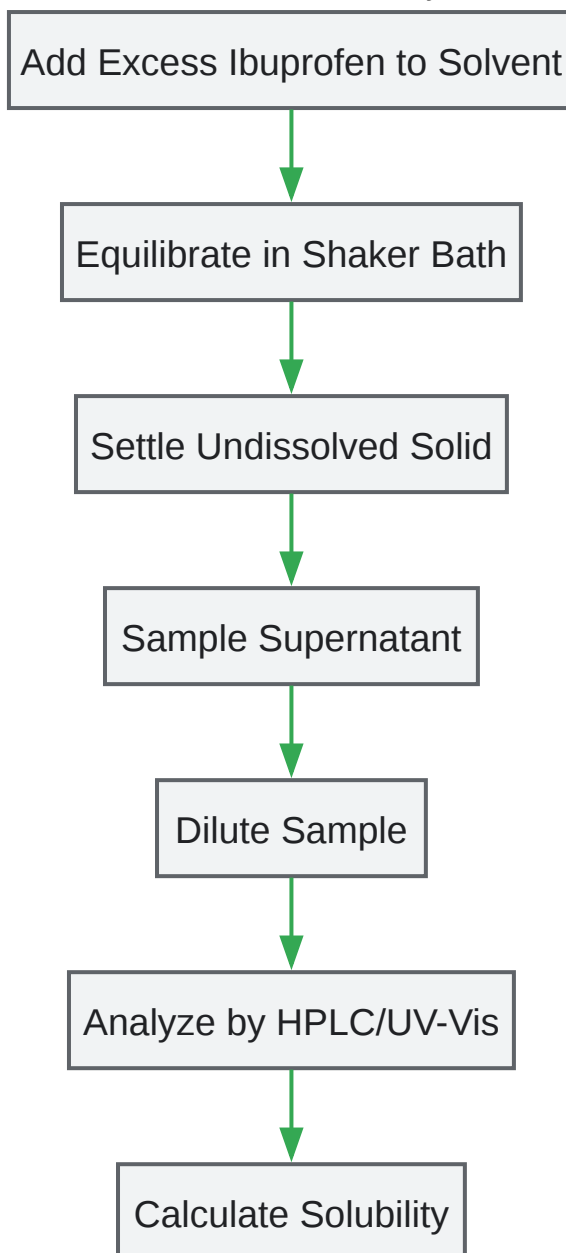 Add Excess Ibuprofen to Solvent
Equilibrate in Shaker Bath
Settle Undissolved Solid
Sample Supernatant
Dilute Sample
Analyze by HPLC/UV-Vis
Calculate Solubility